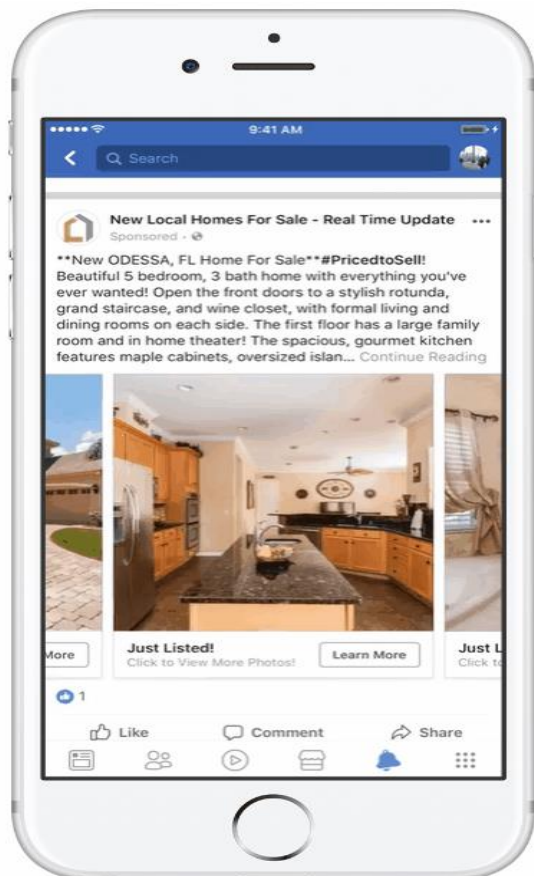 9:41 AM
Search
New Local Homes For Sale - Real Time Update
Sponsored
**New ODESSA, FL Home For Sale**#PricedtoSell!
Beautiful 5 bedroom, 3 bath home with everything you've
ever wanted! Open the front doors to a stylish rotunda,
grand staircase, and wine closet, with formal living and
dining rooms on each side. The first floor has a large family
room and in home theater! The spacious, gourmet kitchen
features maple cabinets, oversized islan... Continue Reading
More
Just Listed!
Click to View More Photos!
Learn More
Just L
Click to
1
Like
Comment
Share